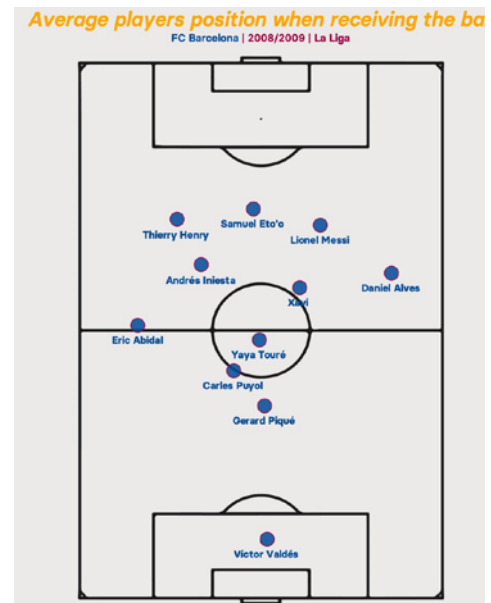 Average players position when receiving the ba
FC Barcelona | 2008/2009 | La Liga
Samuel Eto'o
Thierry Henry
Lionel Messi
Andrés Iniesta
Daniel Alves
Xavi
Eric Abidal
Yaya Touré
Carles Puyol
Gerard Piqué
Víctor Valdés